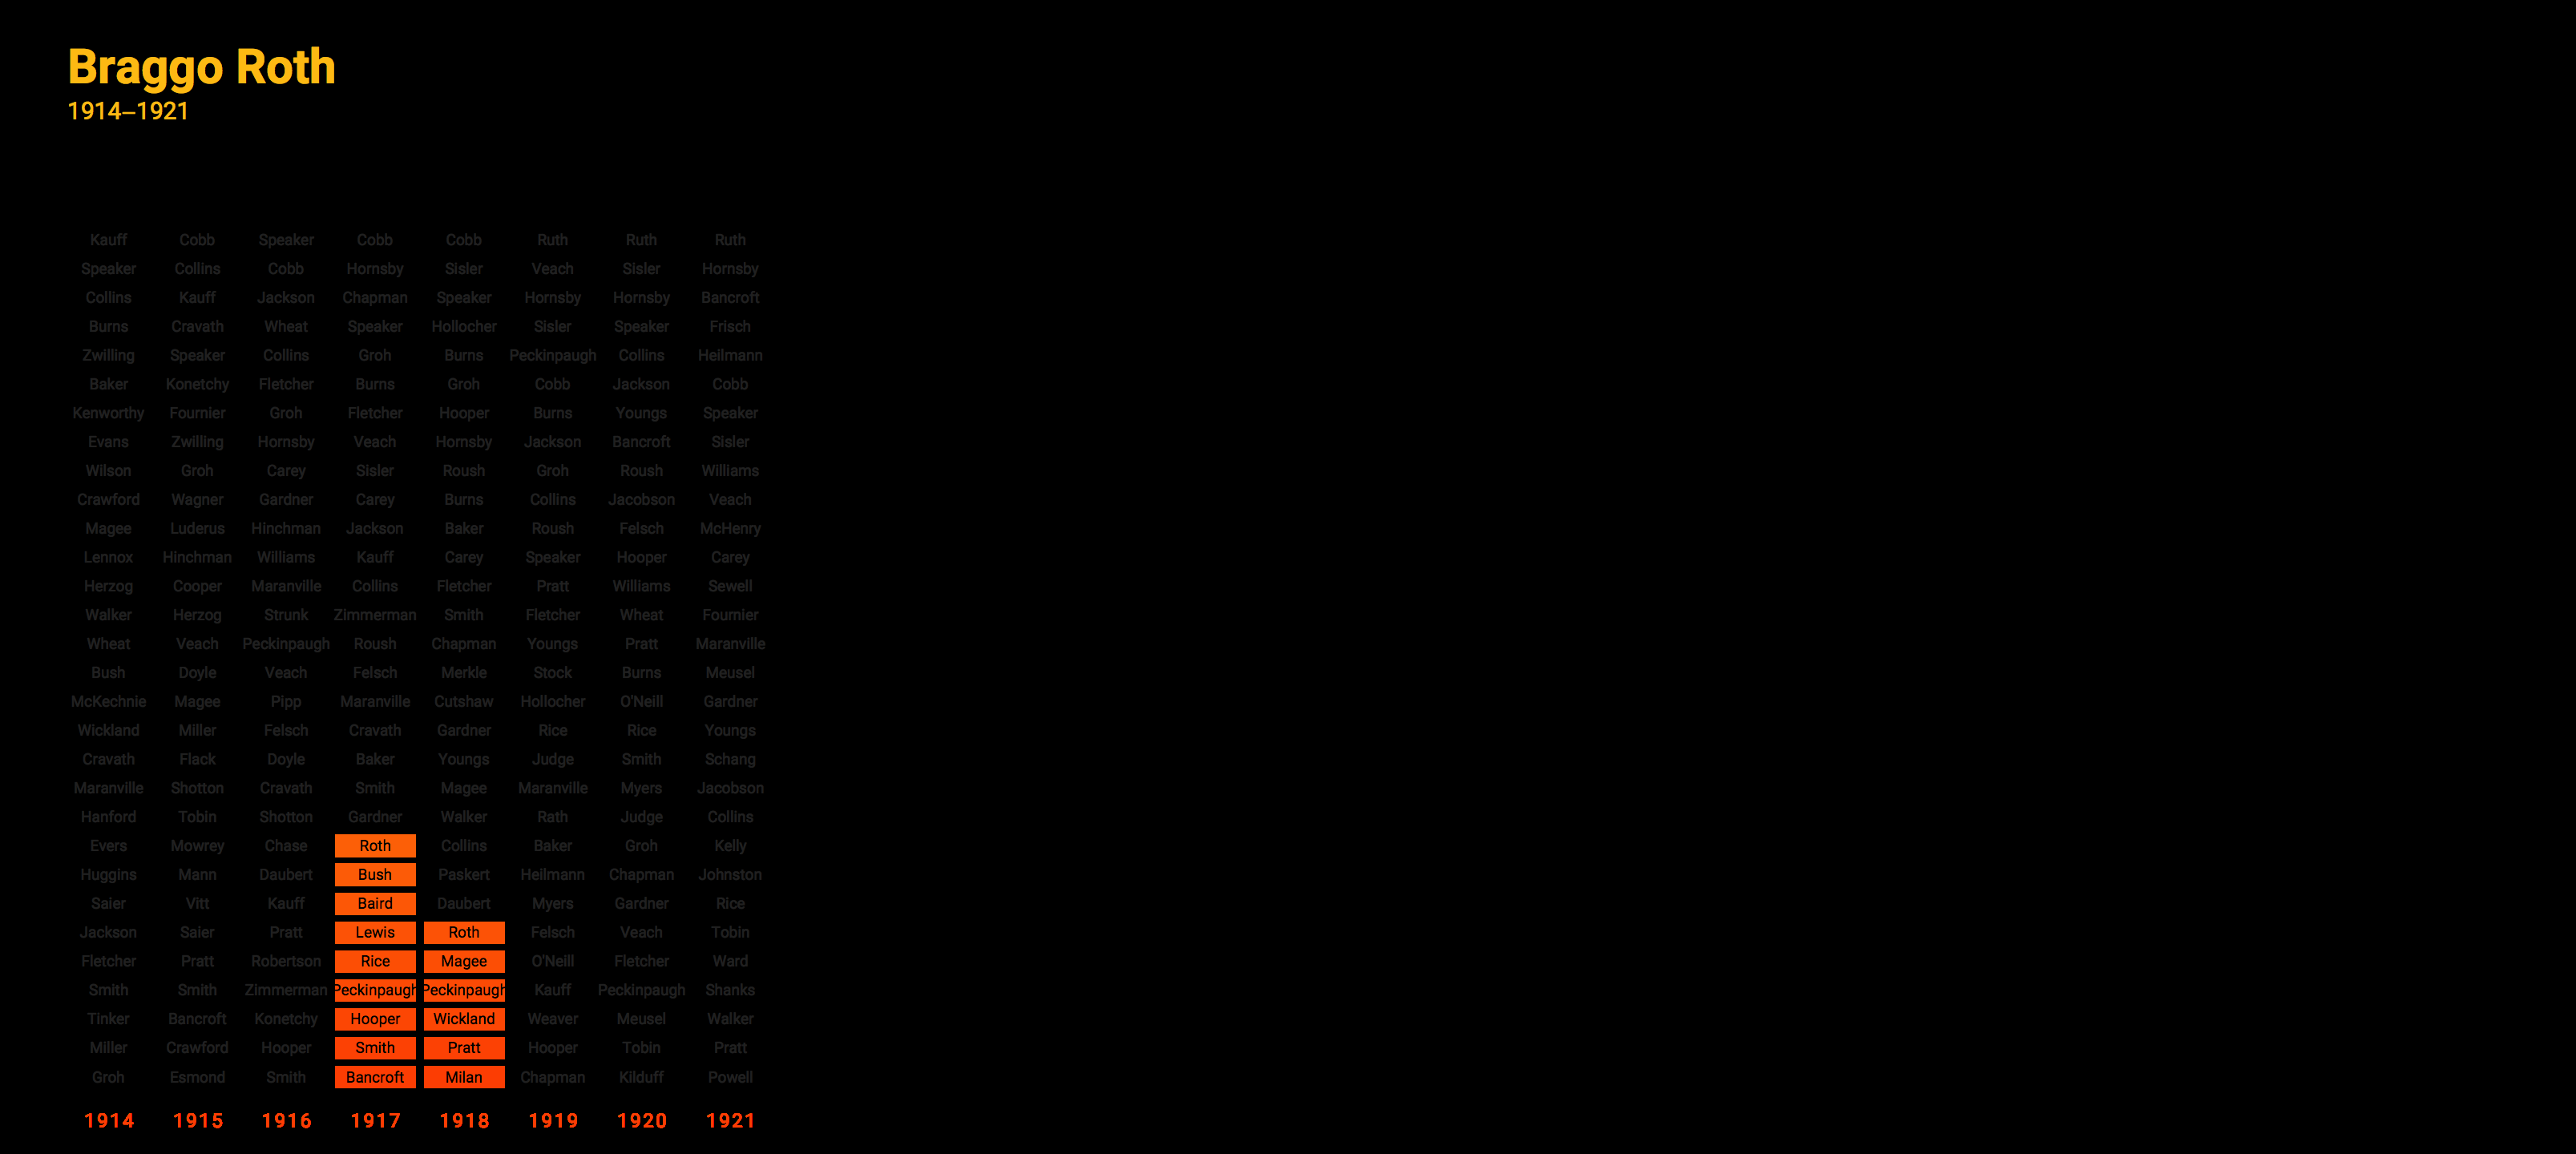 Braggo Roth
1914–1921
Kauff Cobb Speaker Cobb Cobb Ruth Ruth Ruth
Speaker Collins Cobb Hornsby Sisler Veach Sisler Hornsby
Collins Kauff Jackson Chapman Speaker Hornsby Hornsby Bancroft
Burns Cravath Wheat Speaker Hollocher Sisler Speaker Frisch
Zwilling Speaker Collins Groh Burns Peckinpaugh Collins Heilmann
Baker Konetchy Fletcher Burns Groh Cobb Jackson Cobb
Kenworthy Fournier Groh Fletcher Hooper Burns Youngs Speaker
Evans Zwilling Hornsby Veach Hornsby Jackson Bancroft Sisler
Wilson Groh Carey Sisler Roush Groh Roush Williams
Crawford Wagner Gardner Carey Burns Collins Jacobson Veach
Magee Luderus Hinchman Jackson Baker Roush Felsch McHenry
Lennox Hinchman Williams Kauff Carey Speaker Hooper Carey
Herzog Cooper Maranville Collins Fletcher Pratt Williams Sewell
Walker Herzog Strunk Zimmerman Smith Fletcher Wheat Fournier
Wheat Veach Peckinpaugh Roush Chapman Youngs Pratt Maranville
Bush Doyle Veach Felsch Merkle Stock Burns Meusel
McKechnie Magee Pipp Maranville Cutshaw Hollocher O'Neill Gardner
Wickland Miller Felsch Cravath Gardner Rice Rice Youngs
Cravath Flack Doyle Baker Youngs Judge Smith Schang
Maranville Shotton Cravath Smith Magee Maranville Myers Jacobson
Hanford Tobin Shotton Gardner Walker Rath Judge Collins
Evers Mowrey Chase Roth Collins Baker Groh Kelly
Huggins Mann Daubert Bush Paskert Heilmann Chapman Johnston
Saier Vitt Kauff Baird Daubert Myers Gardner Rice
Jackson Saier Pratt Lewis Roth Felsch Veach Tobin
Fletcher Pratt Robertson Rice Magee O'Neill Fletcher Ward
Smith Smith Zimmerman Peckinpaugh Peckinpaugh Kauff Peckinpaugh Shanks
Tinker Bancroft Konetchy Hooper Wickland Weaver Meusel Walker
Miller Crawford Hooper Smith Pratt Hooper Tobin Pratt
Groh Esmond Smith Bancroft Milan Chapman Kilduff Powell
1914 1915 1916 1917 1918 1919 1920 1921